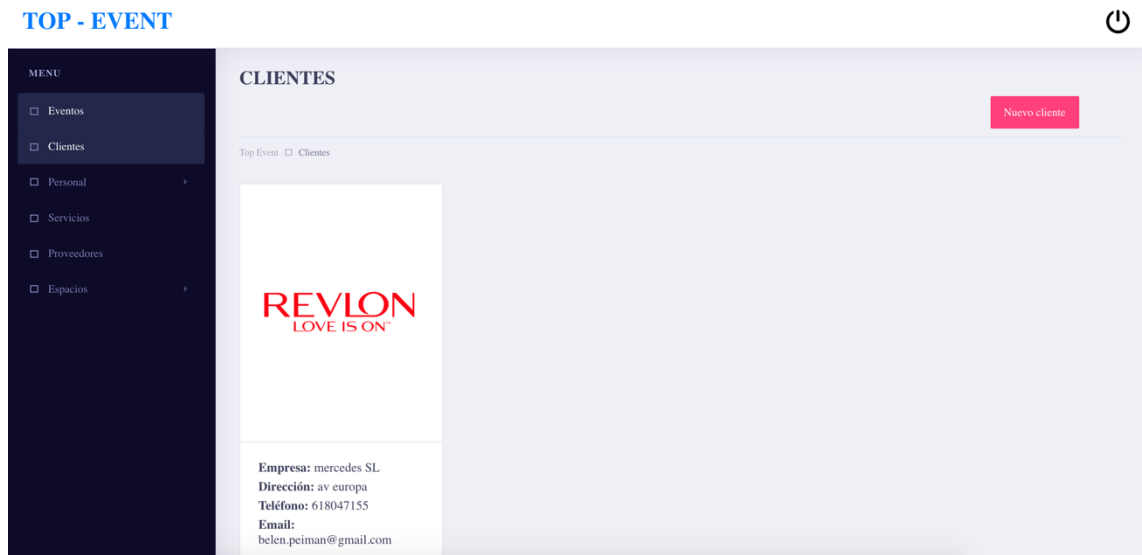 TOP - EVENT
MENU
Eventos
Clientes
Personal
Servicios
Proveedores
Espacios
CLIENTES
Nuevo cliente
Top Event Clientes
REVLON
LOVE IS ON™
Empresa: mercedes SL
Dirección: av europa
Teléfono: 618047155
Email:
belen.peiman@gmail.com